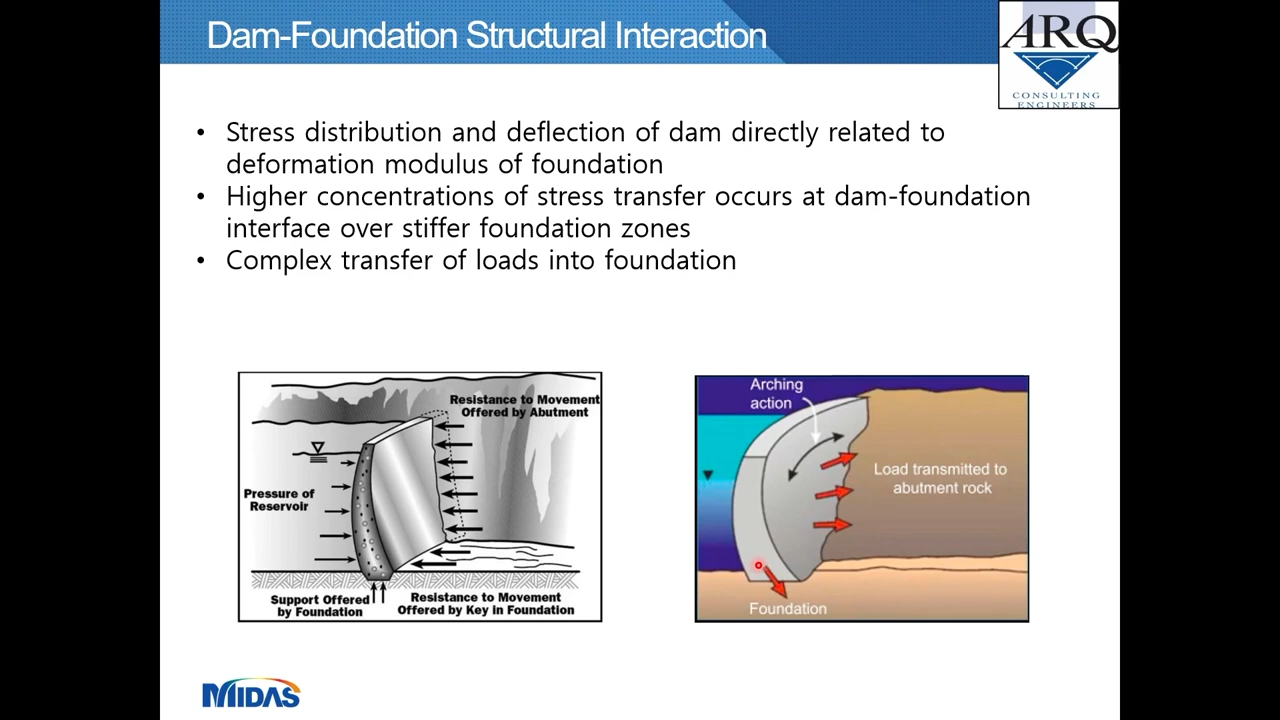 Dam-Foundation Structural Interaction
ARQ
CONSULTING
ENGINEERS
• Stress distribution and deflection of dam directly related to
deformation modulus of foundation
• Higher concentrations of stress transfer occurs at dam-foundation
interface over stiffer foundation zones
• Complex transfer of loads into foundation
Resistance to Movement
Offered by Abutment
Pressure of
Reservoir
Support Offered
by Foundation
Resistance to Movement
Offered by Key in Foundation
Arching
action
Load transmitted to
abutment rock
Foundation
MIDAS